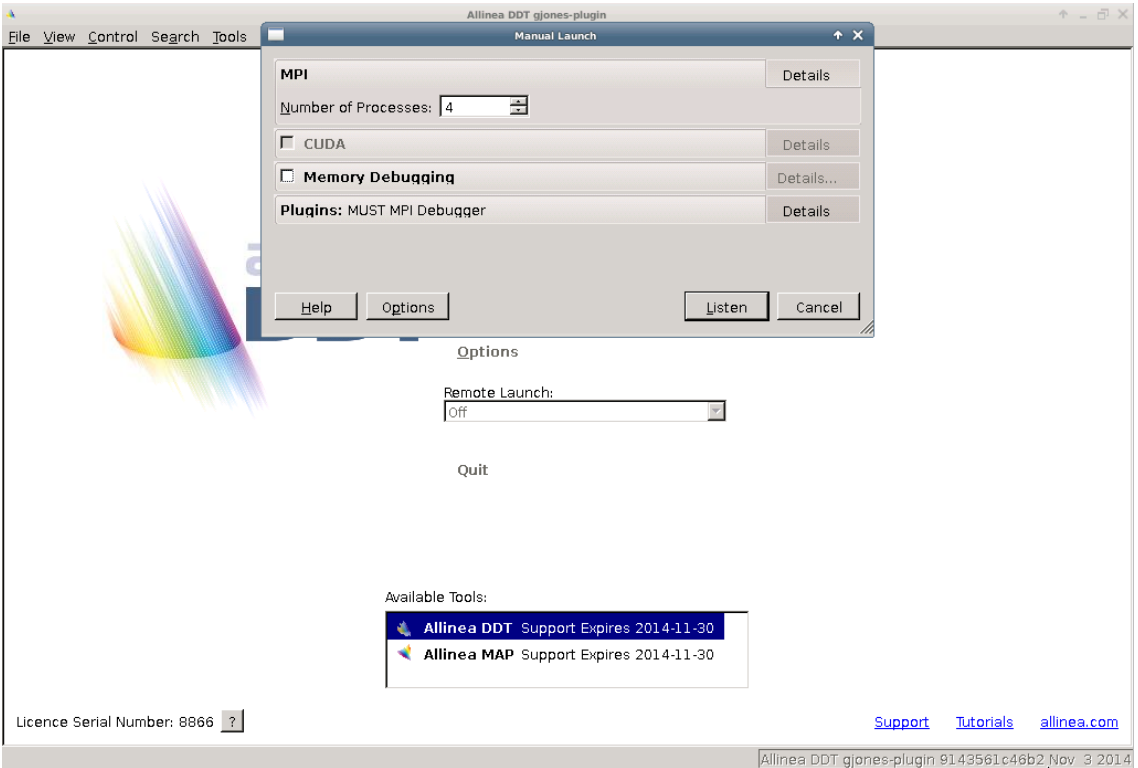 Allinea DDT gjones-plugin
File View Control Search Tools
Manual Launch
MPI
Details
Number of Processes: 4
CUDA
Details
Memory Debugging
Details...
Plugins: MUST MPI Debugger
Details
Help
Options
Listen
Cancel
Options
Remote Launch:
Off
Quit
Available Tools:
Allinea DDT Support Expires 2014-11-30
Allinea MAP Support Expires 2014-11-30
Licence Serial Number: 8866 ?
Support Tutorials allinea.com
Allinea DDT gjones-plugin 9143561c46b2 Nov 3 2014